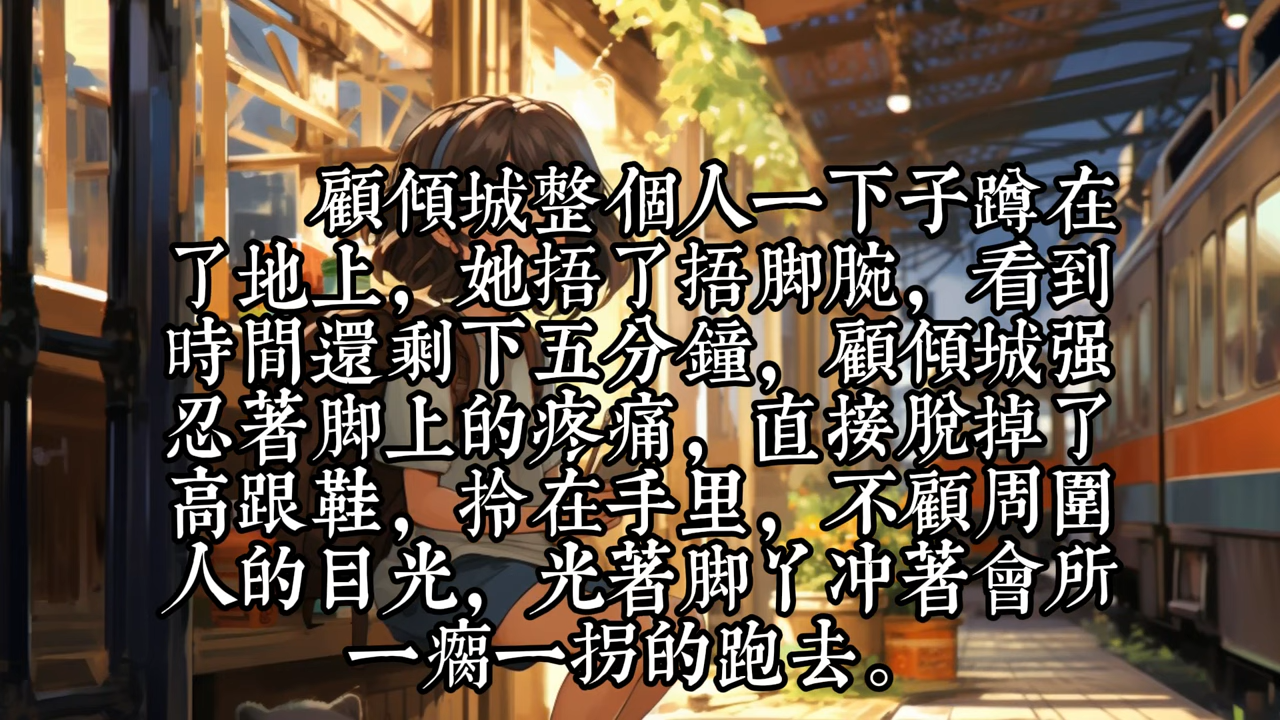 顧傾城整個人一下子蹲在
了地上，她捂了捂脚腕，看到
時間還剩下五分鐘，顧傾城强
忍著脚上的疼痛，直接脫掉了
高跟鞋，拎在手里，不顧周圍
人的目光，光著脚丫冲著會所
一瘸一拐的跑去。